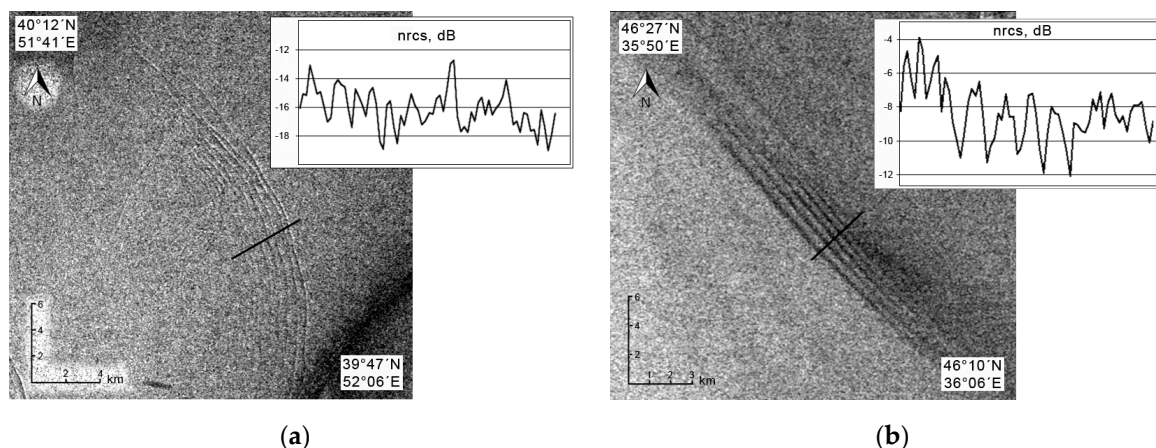 40°12´N
51°41´E
N
nrcs, dB
-12
-14
-16
-18
6
4
2
2 4 km
39°47´N
52°06´E
(a)
46°27´N
35°50´E
N
nrcs, dB
-4
-6
-8
-10
-12
6
4
2
1 2 3 km
46°10´N
36°06´E
(b)